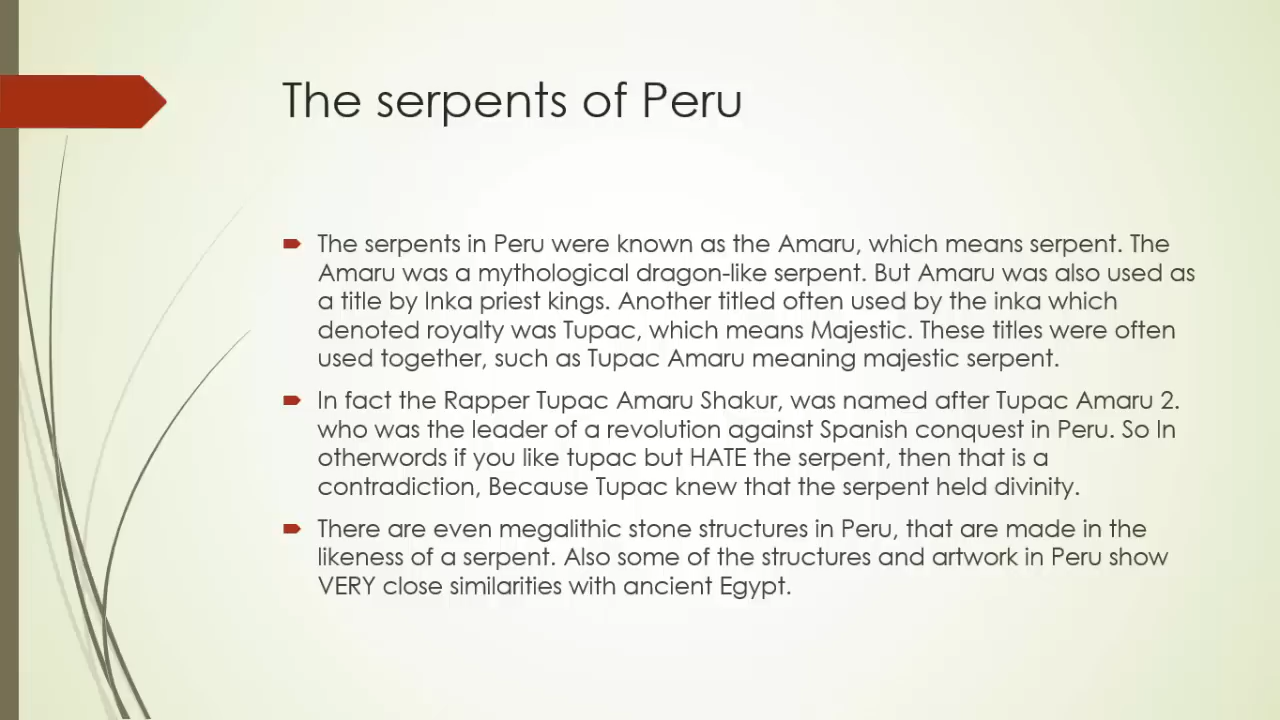 The serpents of Peru
The serpents in Peru were known as the Amaru, which means serpent. The
Amaru was a mythological dragon-like serpent. But Amaru was also used as
a title by Inka priest kings. Another titled often used by the inka which
denoted royalty was Tupac, which means Majestic. These titles were often
used together, such as Tupac Amaru meaning majestic serpent.
In fact the Rapper Tupac Amaru Shakur, was named after Tupac Amaru 2.
who was the leader of a revolution against Spanish conquest in Peru. So In
otherwords if you like tupac but HATE the serpent, then that is a
contradiction, Because Tupac knew that the serpent held divinity.
There are even megalithic stone structures in Peru, that are made in the
likeness of a serpent. Also some of the structures and artwork in Peru show
VERY close similarities with ancient Egypt.